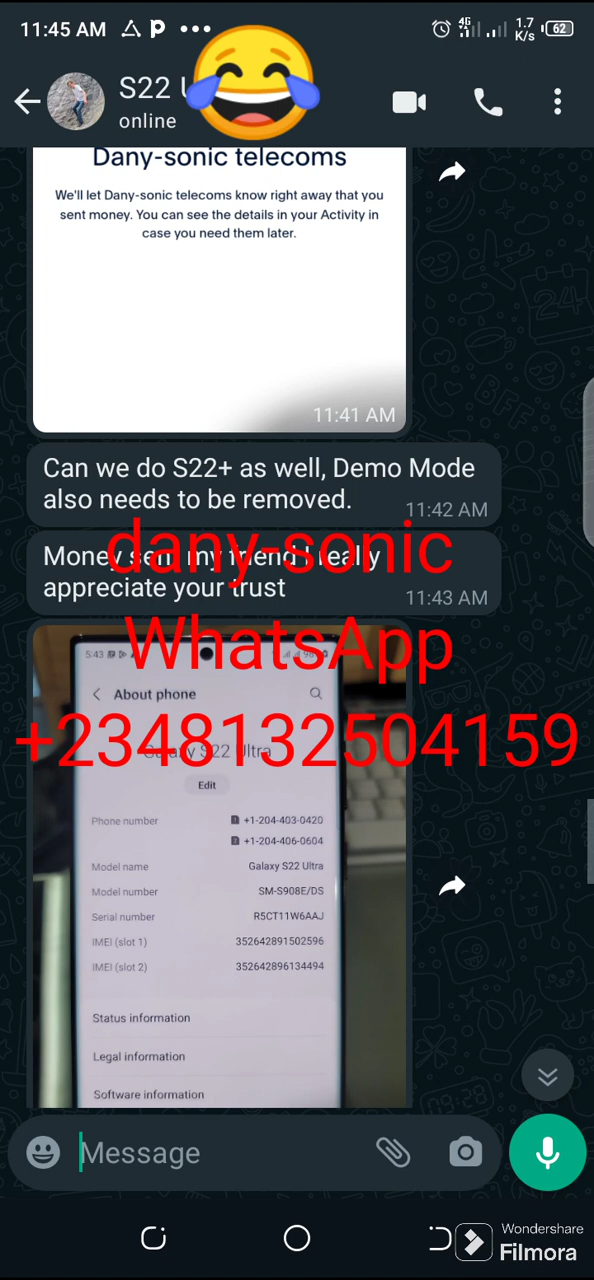 11:45 AM
4G
1.7
K/s
62
S22
online
Dany-sonic telecoms
We'll let Dany-sonic telecoms know right away that you
sent money. You can see the details in your Activity in
case you need them later.
11:41 AM
Can we do S22+ as well, Demo Mode
also needs to be removed.
11:42 AM
Money sent my friend I really
appreciate your trust
11:43 AM
dany-sonic
WhatsApp
+2348132504159
5:43
About phone
Galaxy S22 Ultra
Edit
Phone number
+1-204-403-0420
+1-204-406-0604
Model name Galaxy S22 Ultra
Model number SM-S908E/DS
Serial number R5CT11W6AAJ
IMEI (slot 1) 352642891502596
IMEI (slot 2) 352642896134494
Status information
Legal information
Software information
Message
Wondershare
Filmora